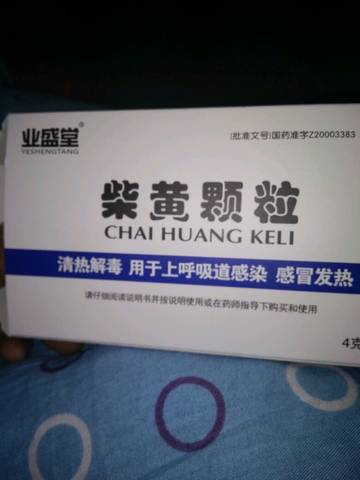 业盛堂®
YESHENGTANG
[批准文号]国药准字Z20003383
柴黄颗粒
CHAI HUANG KELI
清热解毒 用于上呼吸道感染 感冒发热
请仔细阅读说明书并按说明使用或在药师指导下购买和使用
4克